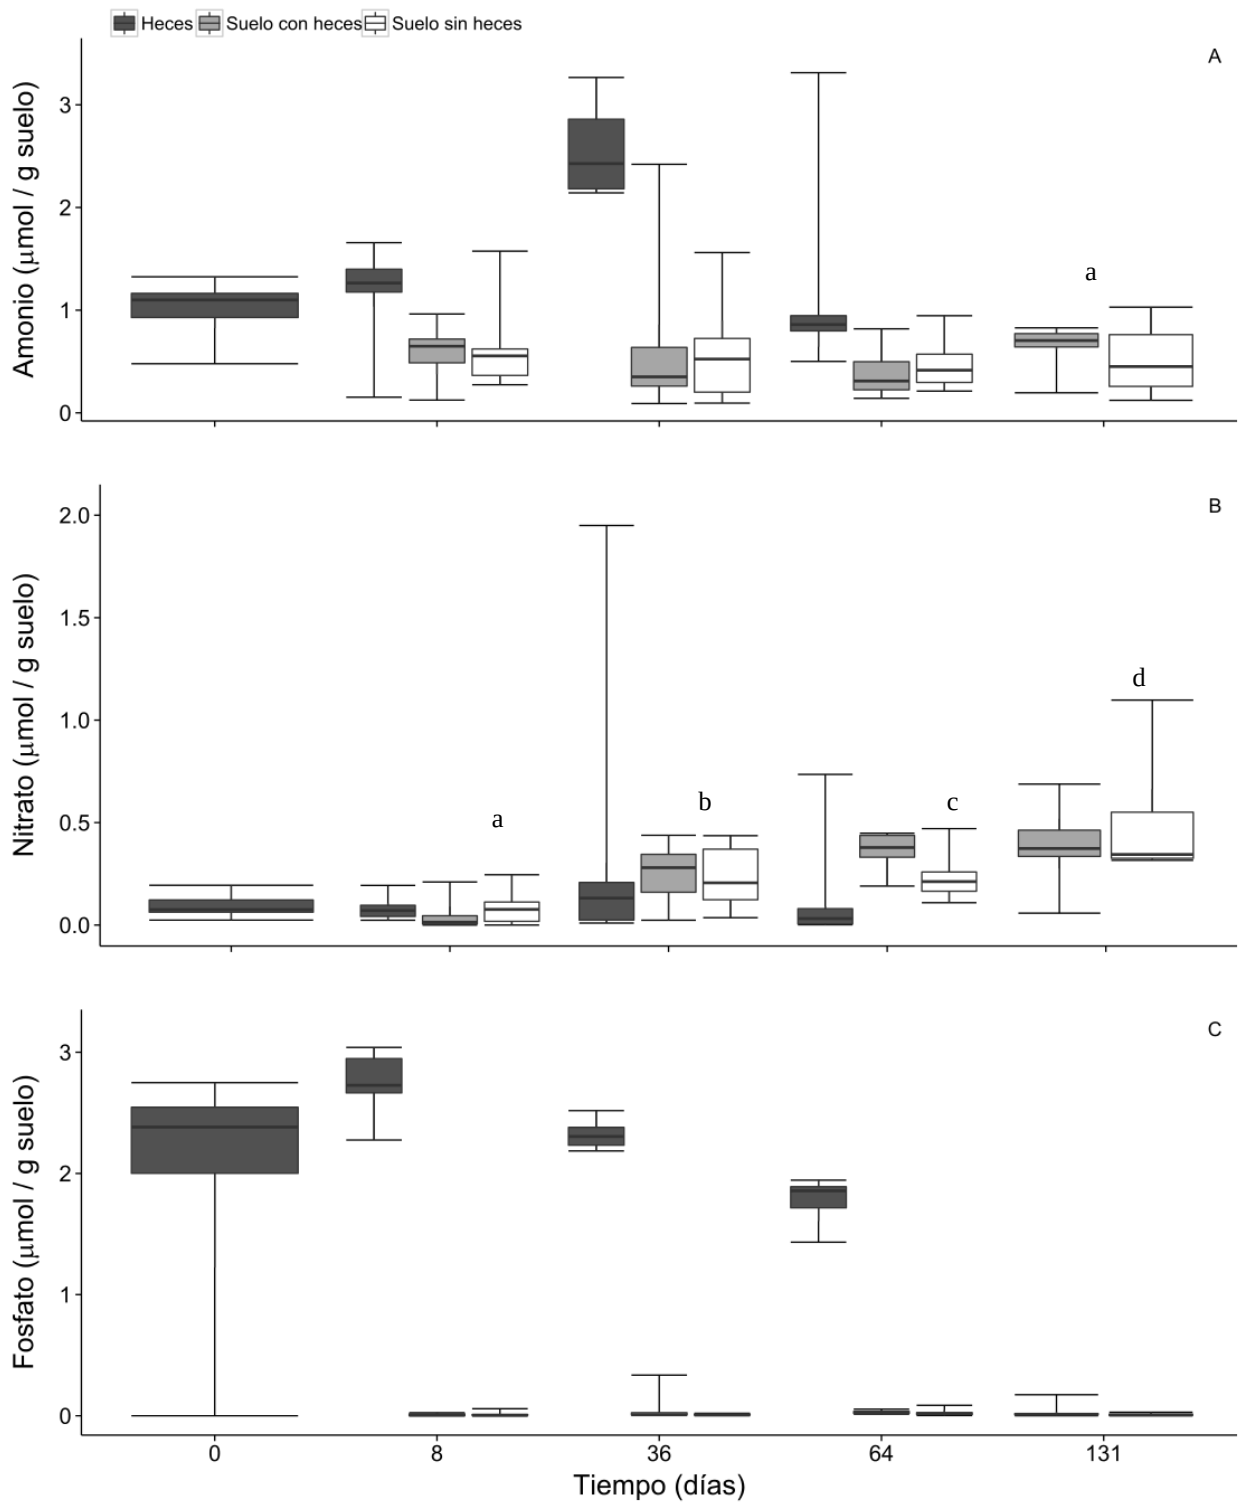 Heces Suelo con heces Suelo sin heces
A
Amonio (μmol / g suelo)
3
2
1
0
a
B
Nitrato (μmol / g suelo)
2.0
1.5
1.0
0.5
0.0
a
b
c
d
C
Fosfato (μmol / g suelo)
3
2
1
0
0 8 36 64 131
Tiempo (días)